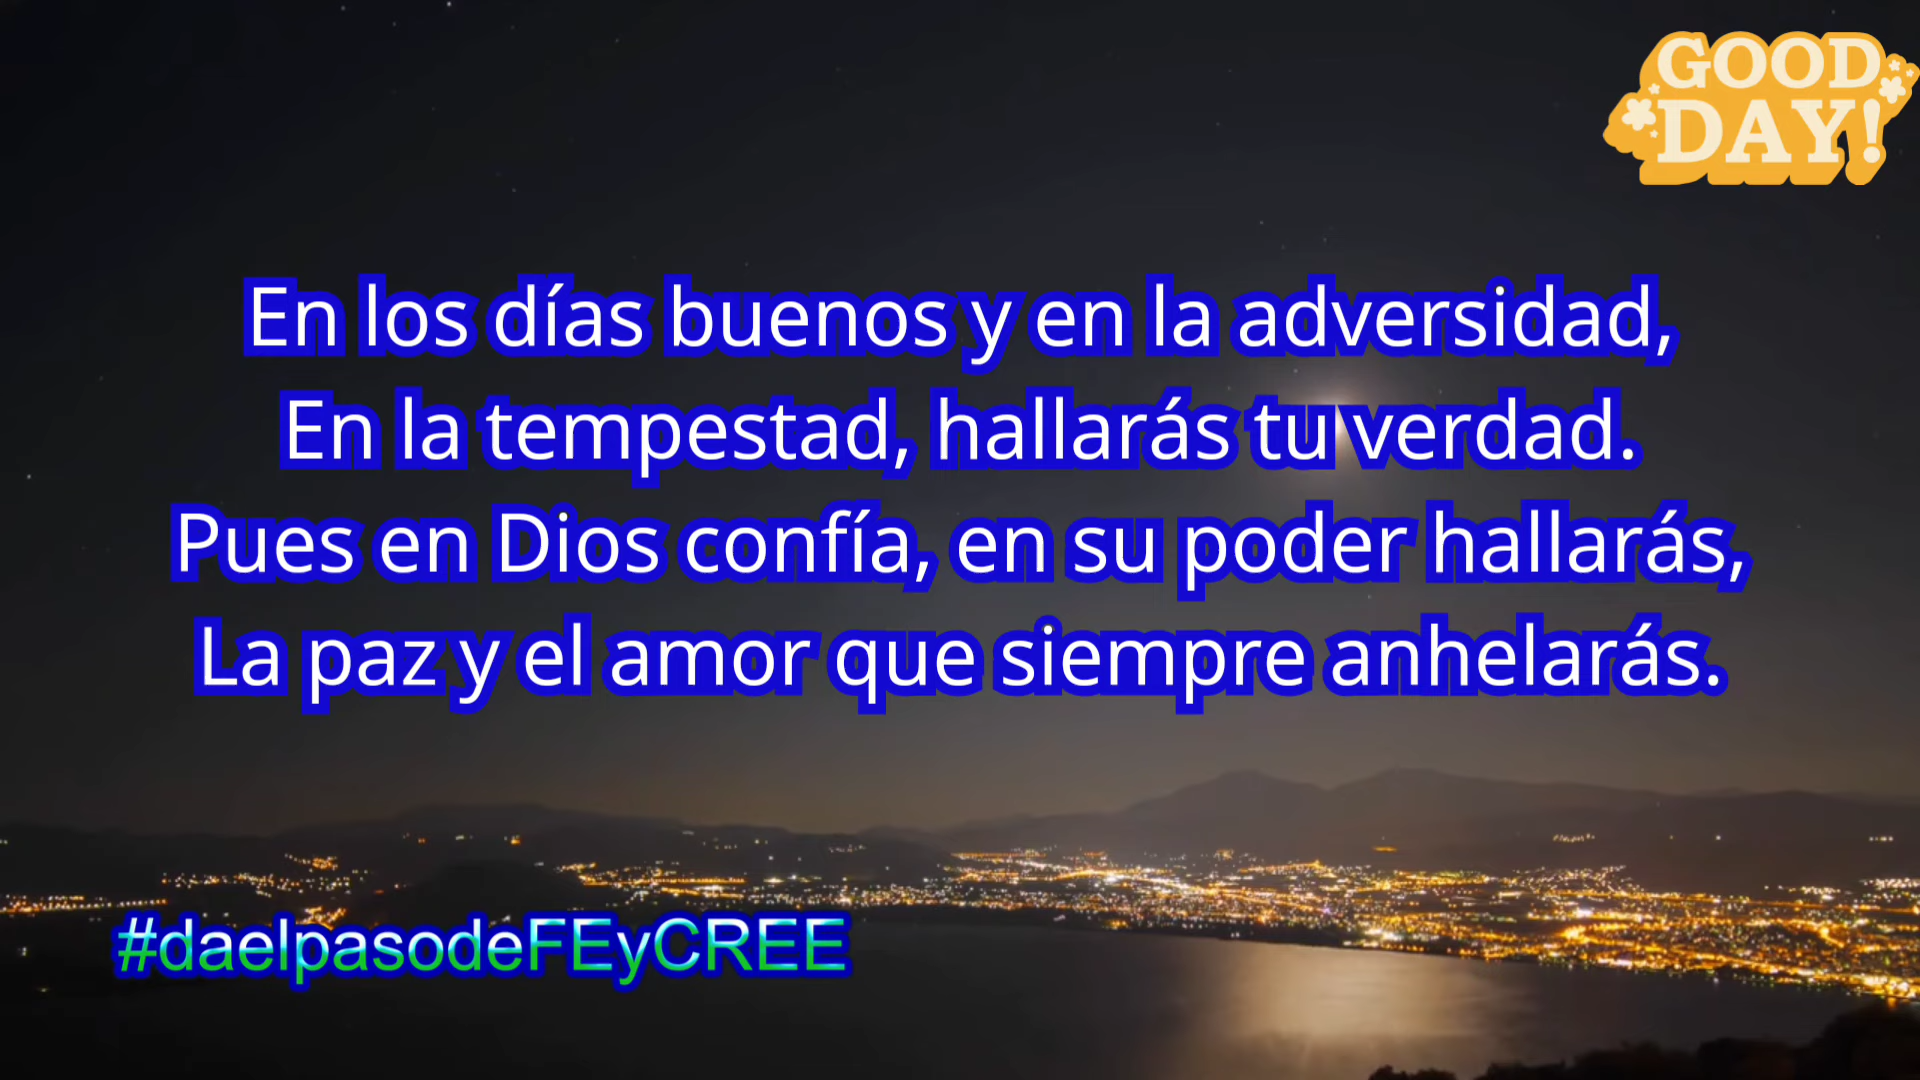 GOOD
DAY!
En los días buenos y en la adversidad,
En la tempestad, hallarás tu verdad.
Pues en Dios confía, en su poder hallarás,
La paz y el amor que siempre anhelarás.
#daelpasodeFEyCREE